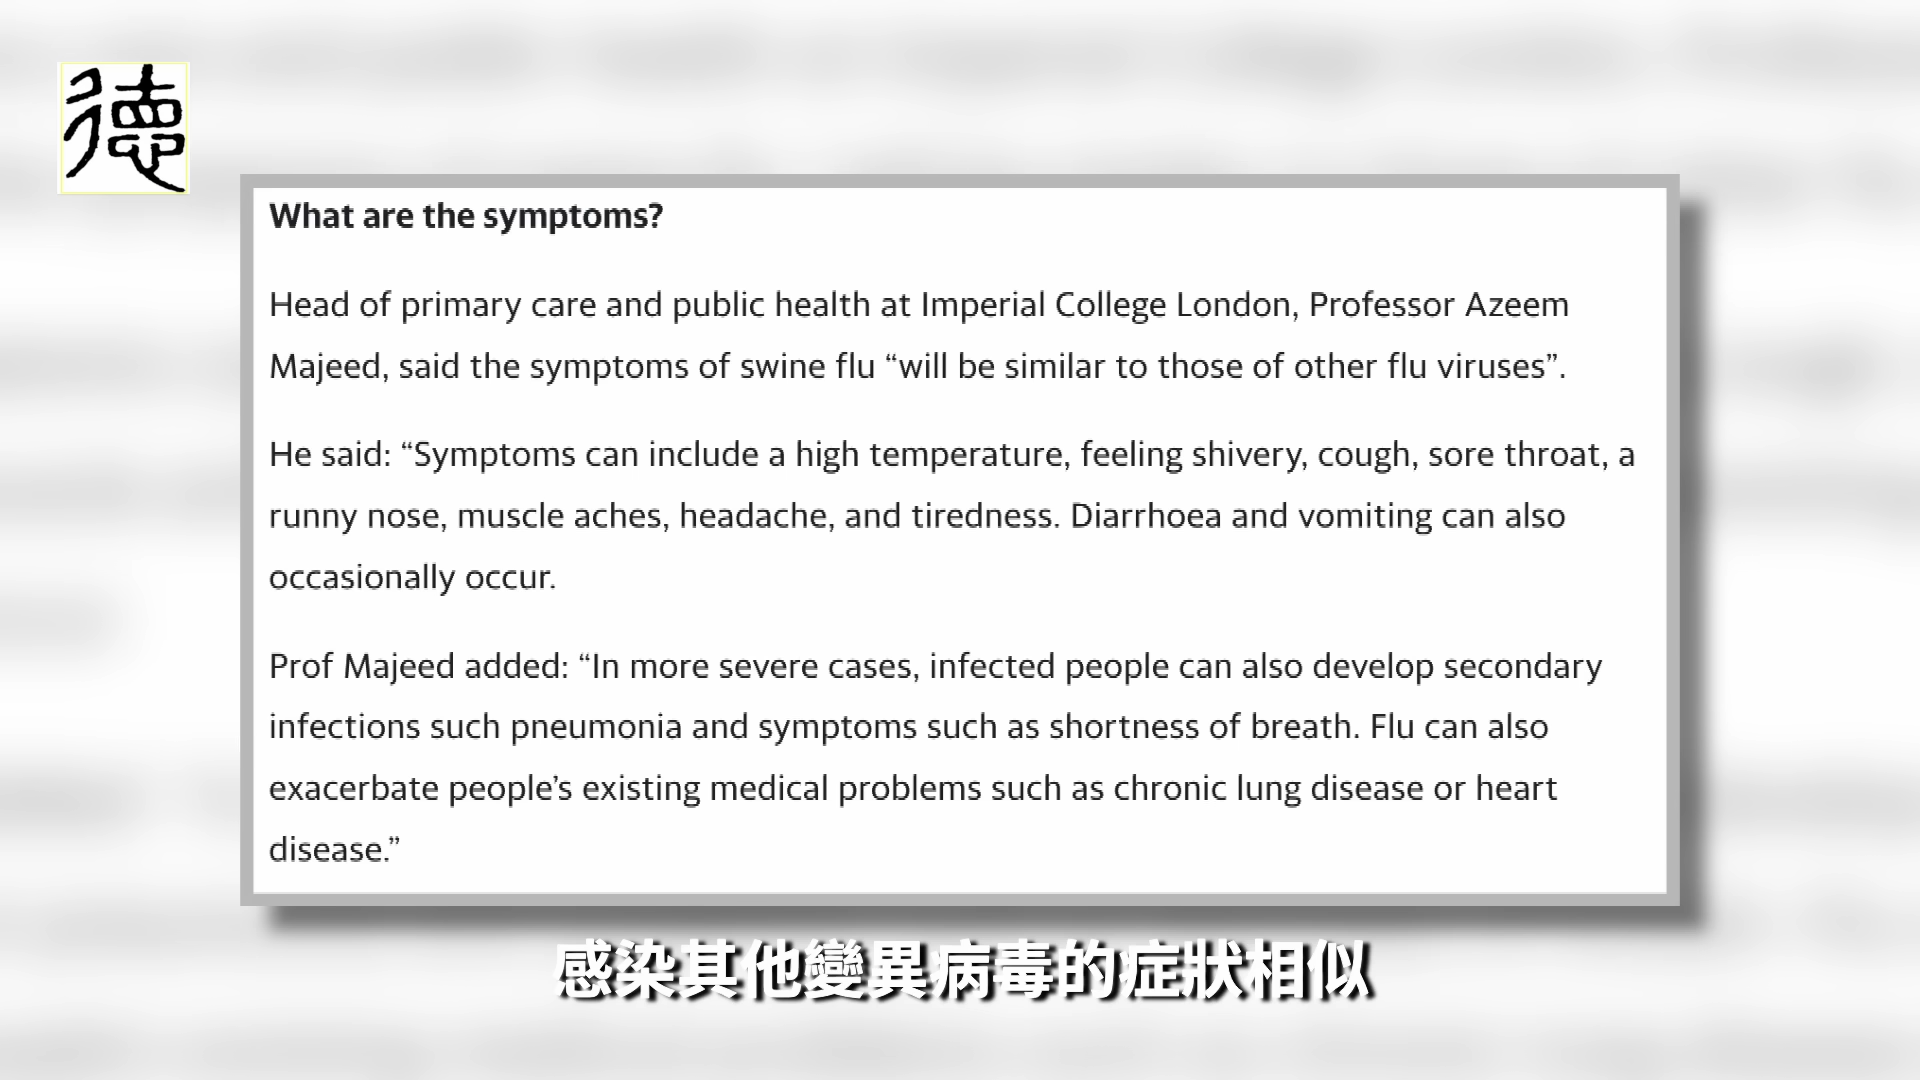 德
What are the symptoms?
Head of primary care and public health at Imperial College London, Professor Azeem
Majeed, said the symptoms of swine flu “will be similar to those of other flu viruses”.
He said: “Symptoms can include a high temperature, feeling shivery, cough, sore throat, a
runny nose, muscle aches, headache, and tiredness. Diarrhoea and vomiting can also
occasionally occur.
Prof Majeed added: “In more severe cases, infected people can also develop secondary
infections such pneumonia and symptoms such as shortness of breath. Flu can also
exacerbate people’s existing medical problems such as chronic lung disease or heart
disease.”
感染其他變異病毒的症狀相似